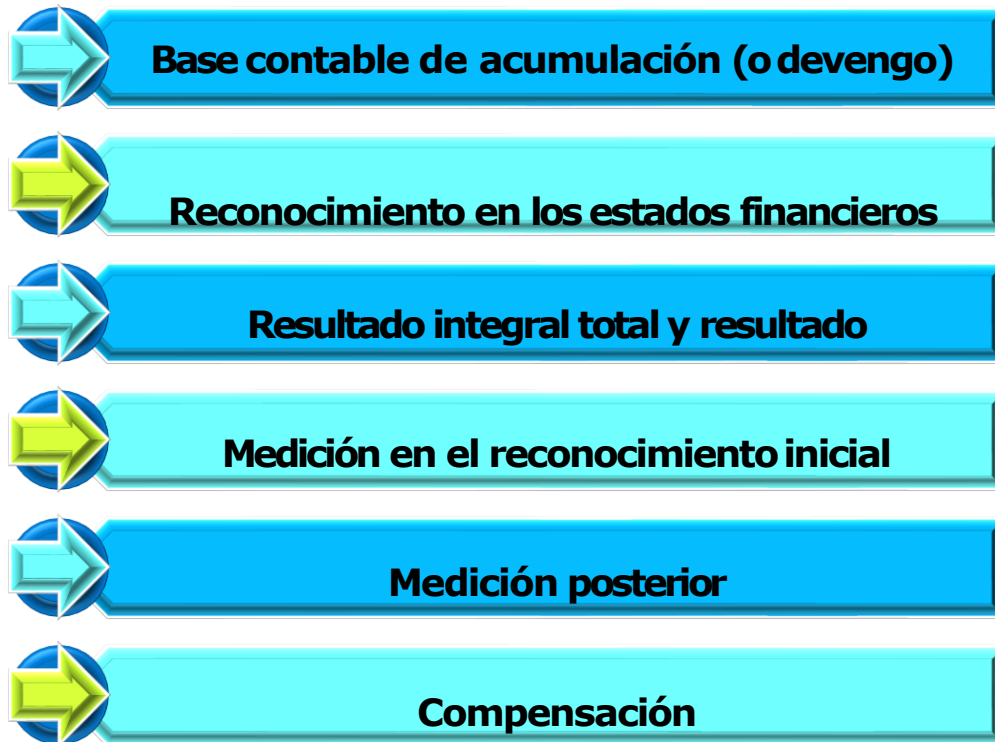 Base contable de acumulación (o devengo)
Reconocimiento en los estados financieros
Resultado integral total y resultado
Medición en el reconocimiento inicial
Medición posterior
Compensación